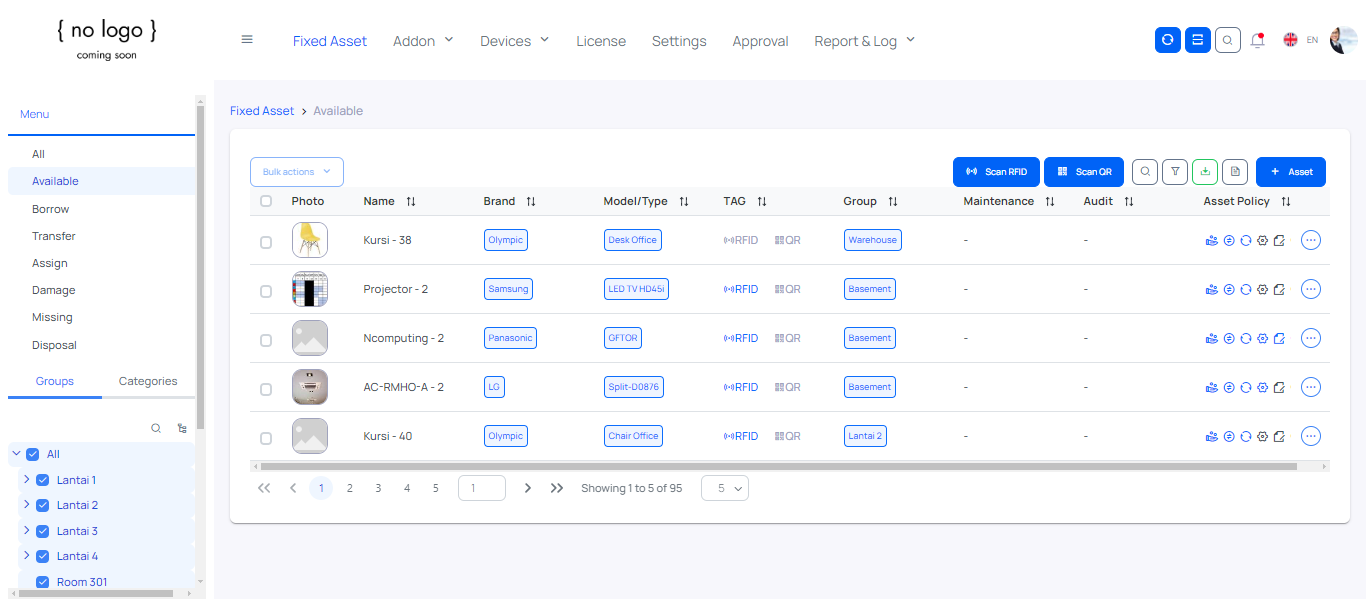 { no logo }
coming soon
Fixed Asset Addon Devices License Settings Approval Report & Log EN
Menu
All
Available
Borrow
Transfer
Assign
Damage
Missing
Disposal
Groups Categories
All
Lantai 1
Lantai 2
Lantai 3
Lantai 4
Room 301
Fixed Asset > Available
Bulk actions Scan RFID Scan QR + Asset
Photo Name Brand Model/Type TAG Group Maintenance Audit Asset Policy
Kursi - 38 Olympic Desk Office RFID QR Warehouse - -
Projector - 2 Samsung LED TV HD45i RFID QR Basement - -
Ncomputing - 2 Panasonic GFTOR RFID QR Basement - -
AC-RMHO-A - 2 LG Split-D0876 RFID QR Basement - -
Kursi - 40 Olympic Chair Office RFID QR Lantai 2 - -
1 2 3 4 5 1 Showing 1 to 5 of 95 5